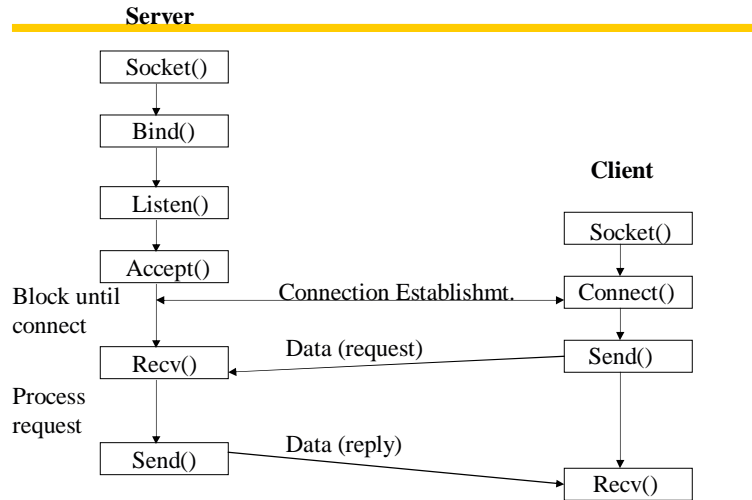 Server
Socket()
Bind()
Client
Listen()
Socket()
Accept()
Block until
connect
Connection Establishmt.
Connect()
Recv()
Data (request)
Send()
Process
request
Data (reply)
Send()
Recv()